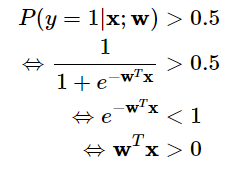 P(y = 1|x; w) > 0.5
⇔ 1 / (1 + e^{−w^T x}) > 0.5
⇔ e^{−w^T x} < 1
⇔ w^T x > 0